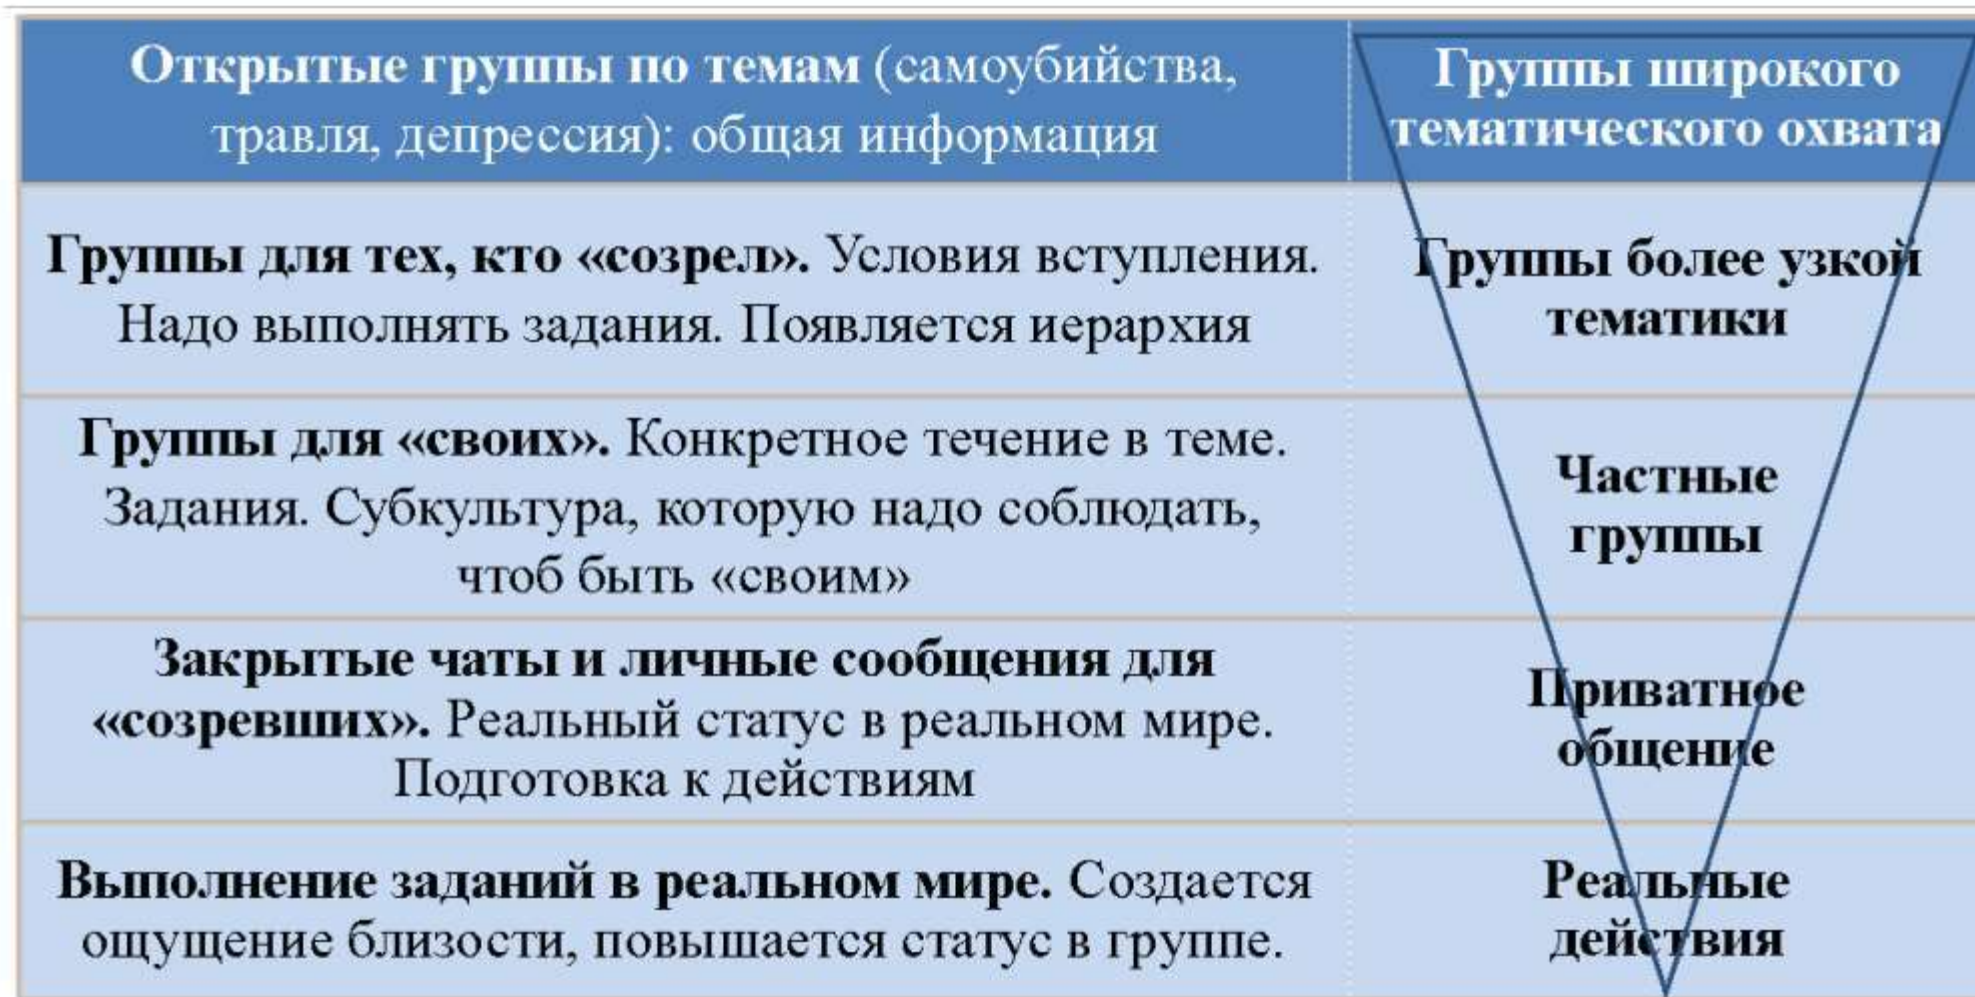 Открытые группы по темам (самоубийства,
травля, депрессия): общая информация
Группы широкого
тематического охвата
Группы для тех, кто «созрел». Условия вступления.
Надо выполнять задания. Появляется иерархия
Группы более узкой
тематики
Группы для «своих». Конкретное течение в теме.
Задания. Субкультура, которую надо соблюдать,
чтоб быть «своим»
Частные
группы
Закрытые чаты и личные сообщения для
«созревших». Реальный статус в реальном мире.
Подготовка к действиям
Приватное
общение
Выполнение заданий в реальном мире. Создается
ощущение близости, повышается статус в группе.
Реальные
действия